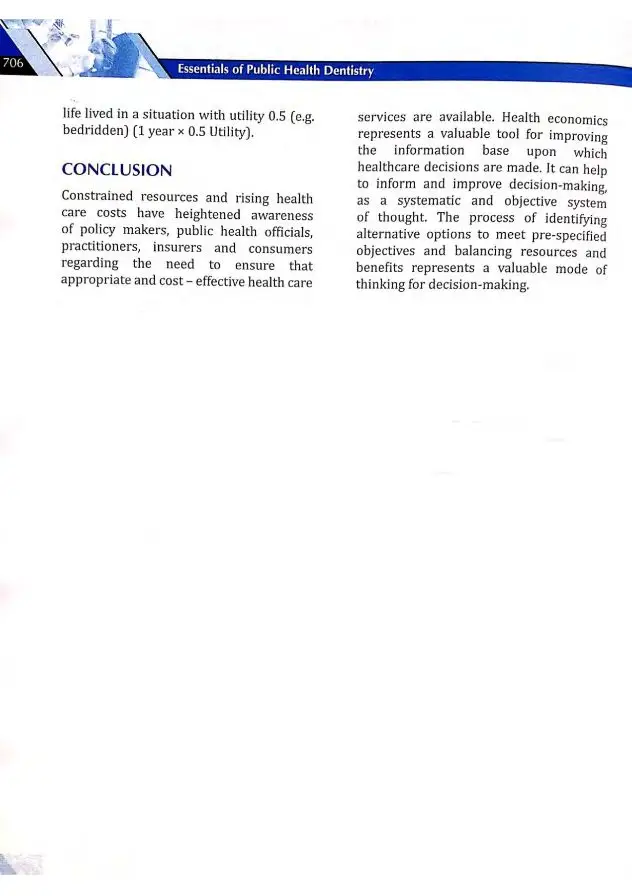 706
Essentials of Public Health Dentistry
life lived in a situation with utility 0.5 (e.g.
bedridden) (1 year × 0.5 Utility).
CONCLUSION
Constrained resources and rising health
care costs have heightened awareness
of policy makers, public health officials,
practitioners, insurers and consumers
regarding the need to ensure that
appropriate and cost – effective health care
services are available. Health economics
represents a valuable tool for improving
the information base upon which
healthcare decisions are made. It can help
to inform and improve decision-making,
as a systematic and objective system
of thought. The process of identifying
alternative options to meet pre-specified
objectives and balancing resources and
benefits represents a valuable mode of
thinking for decision-making.